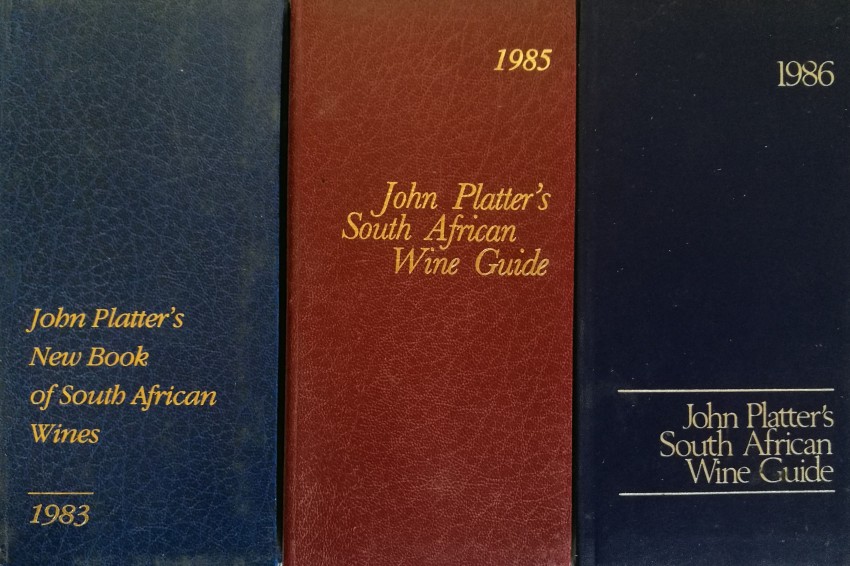 John Platter's
New Book
of South African
Wines
1983
1985
John Platter's
South African
Wine Guide
1986
John Platter's
South African
Wine Guide